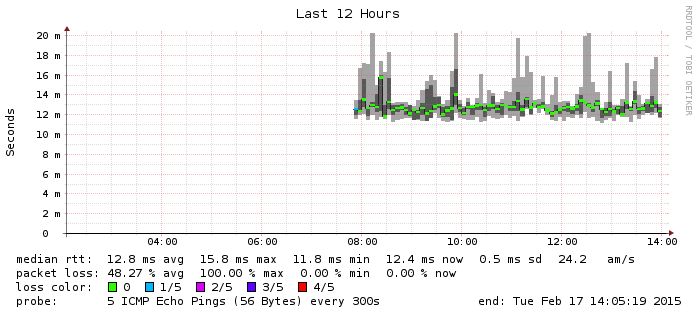 Last 12 Hours
RRDTOOL / TOBI OETIKER
Seconds
20 m
18 m
16 m
14 m
12 m
10 m
8 m
6 m
4 m
2 m
0
04:00 06:00 08:00 10:00 12:00 14:00
median rtt: 12.8 ms avg 15.8 ms max 11.8 ms min 12.4 ms now 0.5 ms sd 24.2 am/s
packet loss: 48.27 % avg 100.00 % max 0.00 % min 0.00 % now
loss color: 0 1/5 2/5 3/5 4/5
probe: 5 ICMP Echo Pings (56 Bytes) every 300s end: Tue Feb 17 14:05:19 2015